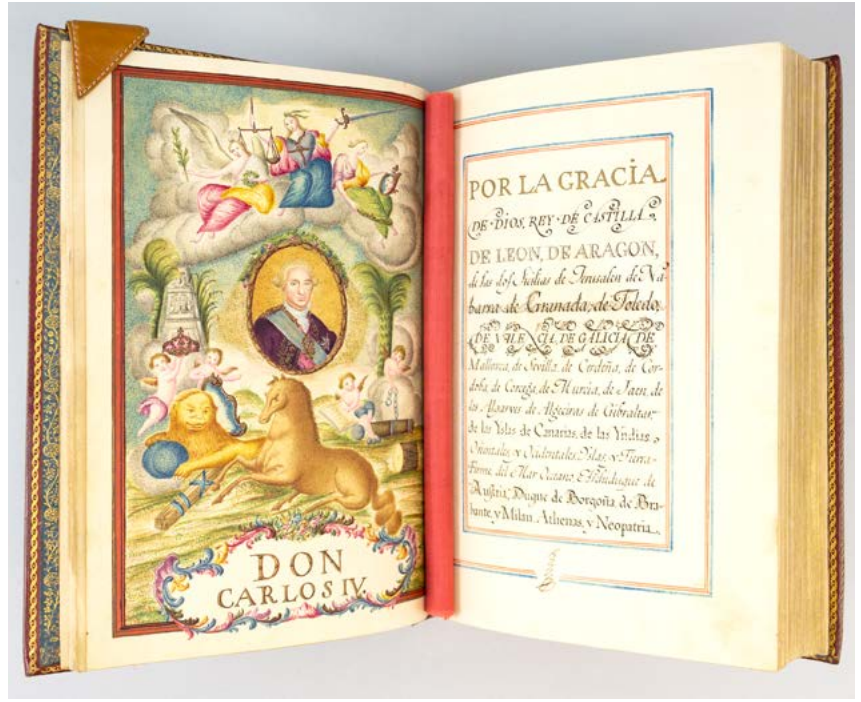 DON
CARLOS IV.
POR LA GRACIA.
DE DIOS, REY DE CASTILLA,
DE LEON, DE ARAGON,
de las dos Sicilias de Jerusalen de Na
barra de Granada, de Toledo,
DE VALENCIA, DE GALICIA, DE
Mallorca, de Sevilla, de Cerdeña, de Cor-
doba, de Corcega, de Murcia, de Jaen, de
los Algarves de Algeciras de Gibraltar,
de las Yslas de Canarias, de las Yndias
Orientales, y Occidentales, Yslas, y Tierra-
Firme del Mar Occeano, Archiduque de
Austria, Duque de Borgoña, de Bra-
bante, y Milan, Athenas, y Neopatria